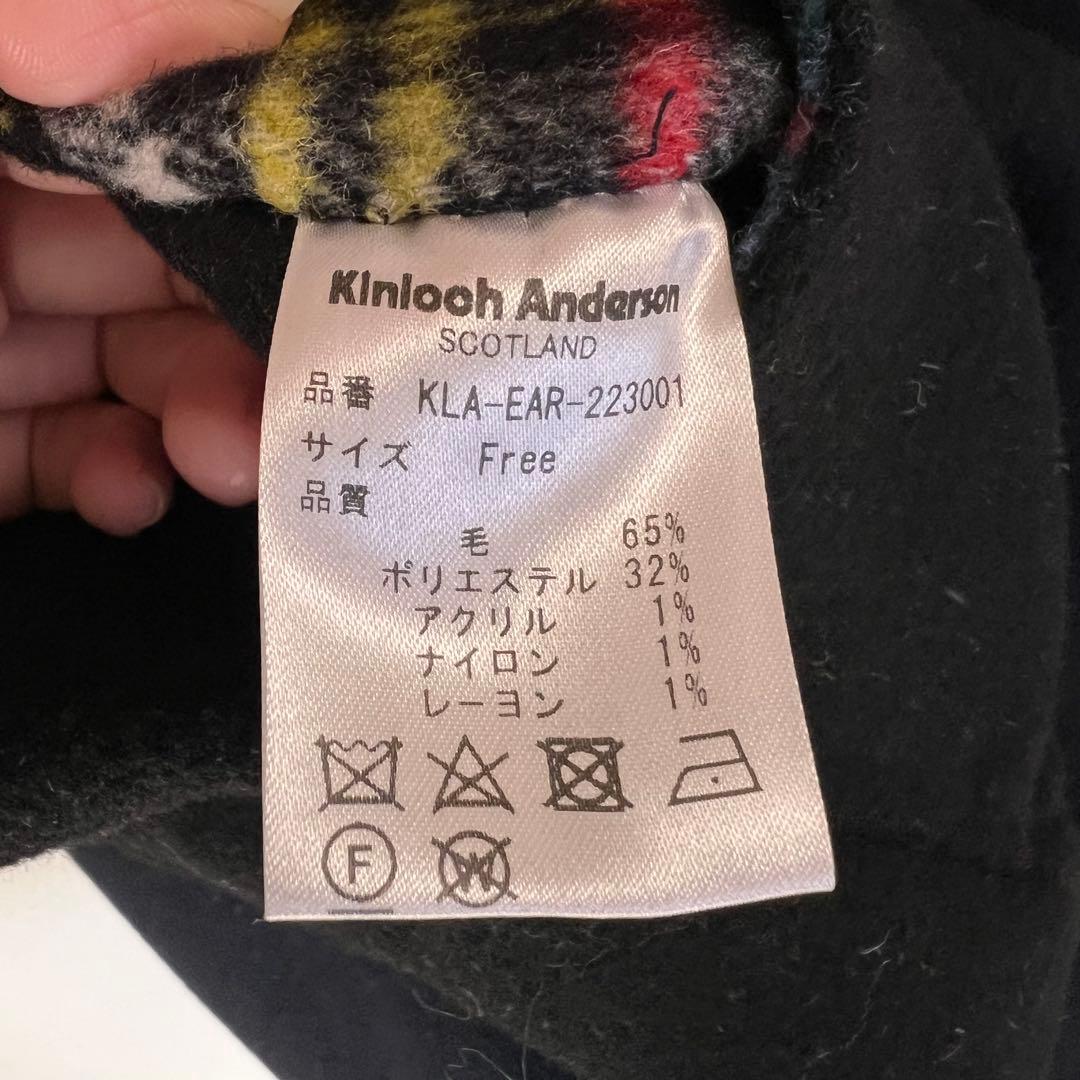 Kinloch Anderson
SCOTLAND
品番 KLA-EAR-223001
サイズ Free
品質
毛 65%
ポリエステル 32%
アクリル 1%
ナイロン 1%
レーヨン 1%
F W